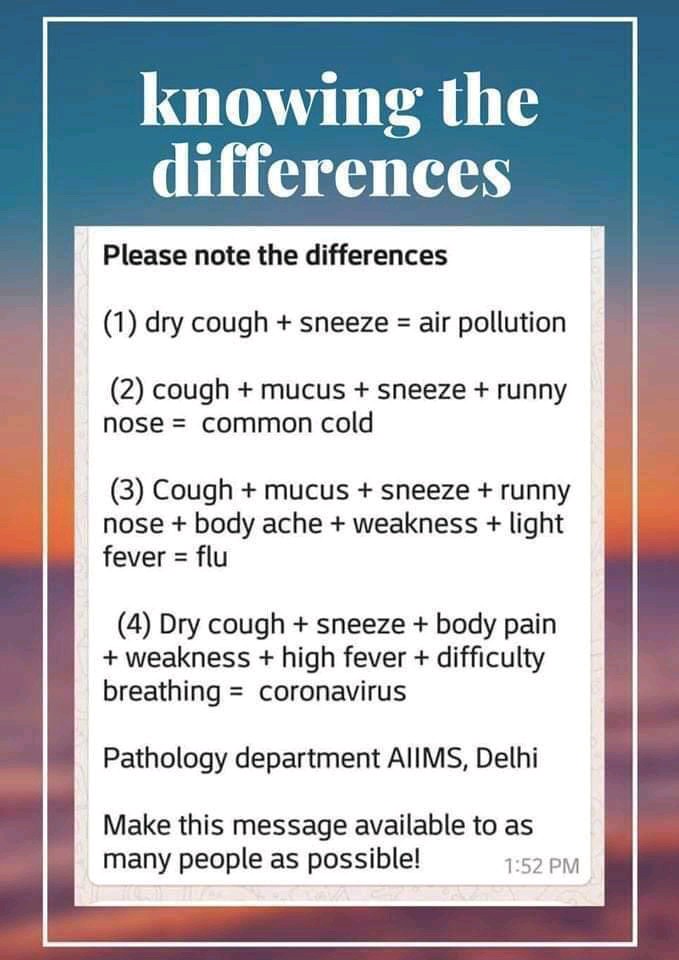 knowing the
differences
Please note the differences
(1) dry cough + sneeze = air pollution
(2) cough + mucus + sneeze + runny
nose = common cold
(3) Cough + mucus + sneeze + runny
nose + body ache + weakness + light
fever = flu
(4) Dry cough + sneeze + body pain
+ weakness + high fever + difficulty
breathing = coronavirus
Pathology department AIIMS, Delhi
Make this message available to as
many people as possible!
1:52 PM